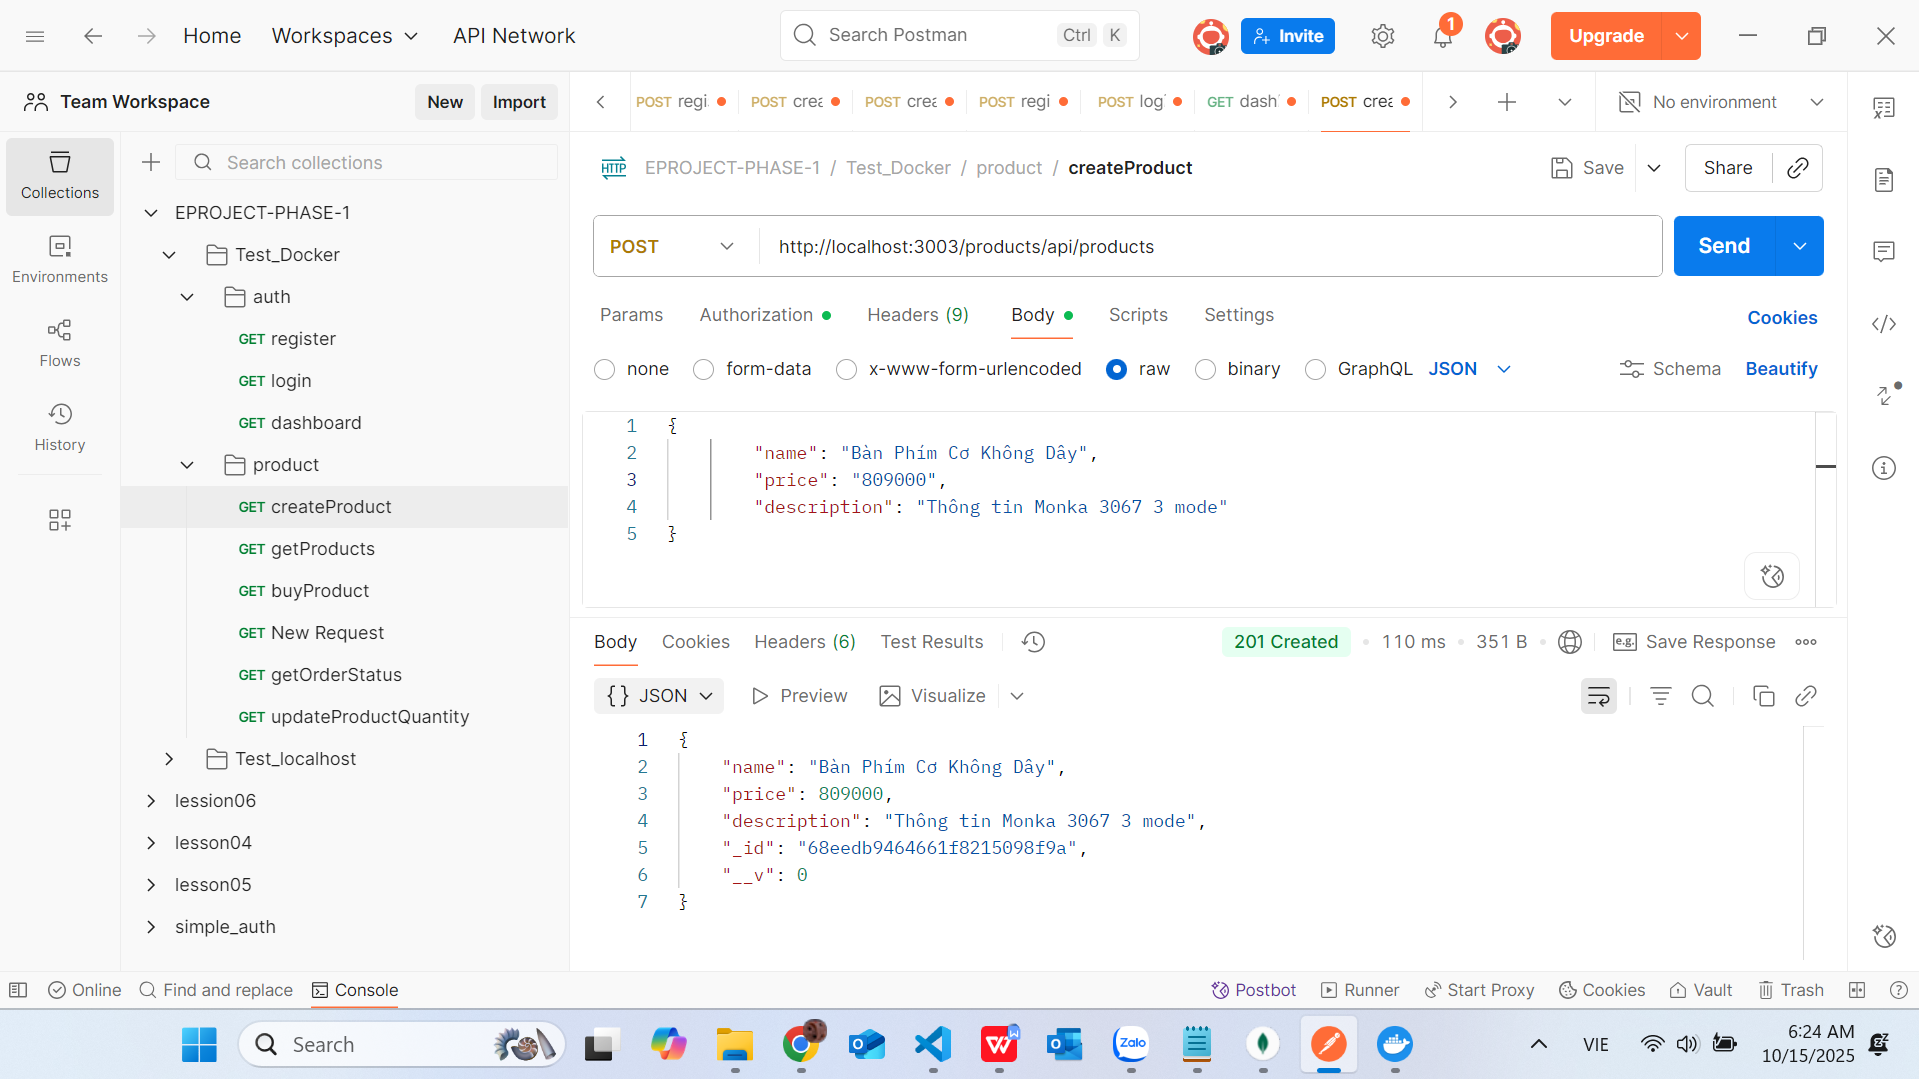 Home
Workspaces
API Network
Search Postman
Ctrl K
Invite
1
Upgrade
Team Workspace
New
Import
POST regi
POST crea
POST crea
POST regi
POST log
GET dash
POST crea
No environment
Collections
Environments
Flows
History
Search collections
EPROJECT-PHASE-1
Test_Docker
auth
GET register
GET login
GET dashboard
product
GET createProduct
GET getProducts
GET buyProduct
GET New Request
GET getOrderStatus
GET updateProductQuantity
Test_localhost
lession06
lesson04
lesson05
simple_auth
HTTP EPROJECT-PHASE-1 / Test_Docker / product / createProduct
Save
Share
POST
http://localhost:3003/products/api/products
Send
Params
Authorization
Headers (9)
Body
Scripts
Settings
Cookies
none
form-data
x-www-form-urlencoded
raw
binary
GraphQL
JSON
Schema
Beautify
1 {
2 "name": "Bàn Phím Cơ Không Dây",
3 "price": "809000",
4 "description": "Thông tin Monka 3067 3 mode"
5 }
Body
Cookies
Headers (6)
Test Results
201 Created
110 ms
351 B
e.g. Save Response
{} JSON
Preview
Visualize
1 {
2 "name": "Bàn Phím Cơ Không Dây",
3 "price": 809000,
4 "description": "Thông tin Monka 3067 3 mode",
5 "_id": "68eedb9464661f8215098f9a",
6 "__v": 0
7 }
Online
Find and replace
Console
Postbot
Runner
Start Proxy
Cookies
Vault
Trash
Search
Zalo
VIE
6:24 AM
10/15/2025